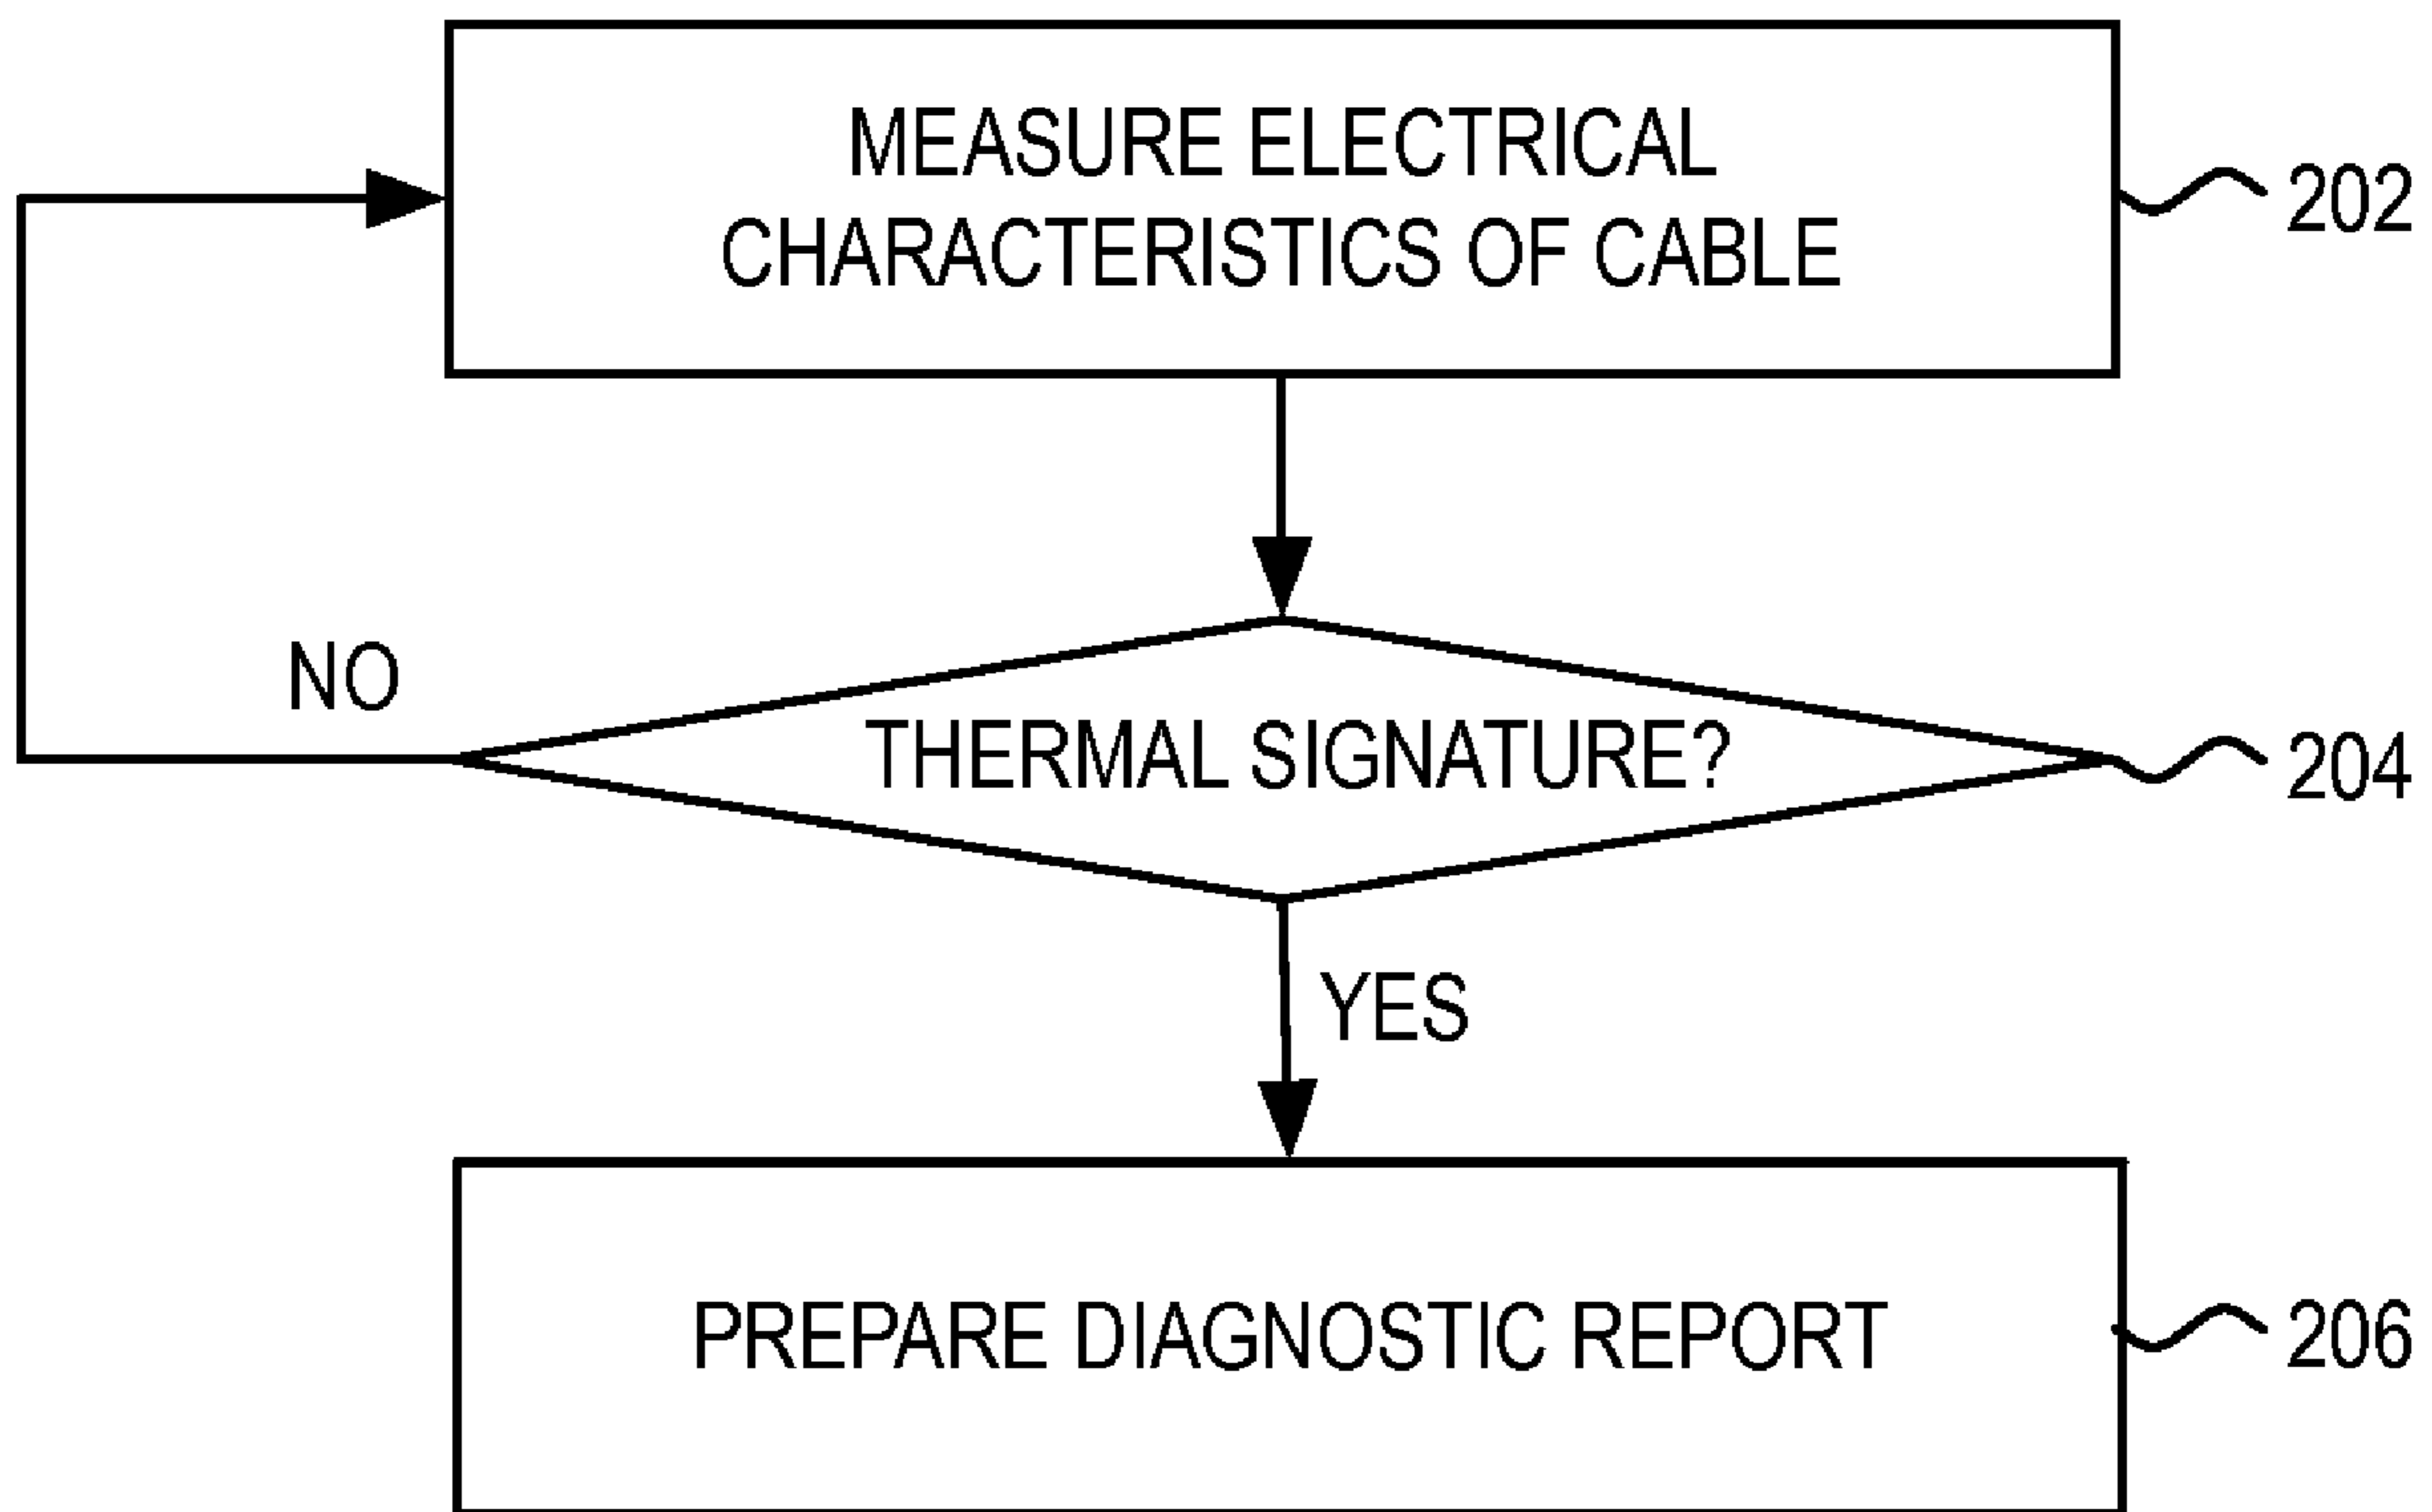 MEASURE ELECTRICAL
CHARACTERISTICS OF CABLE
202
NO
THERMAL SIGNATURE?
204
YES
PREPARE DIAGNOSTIC REPORT
206